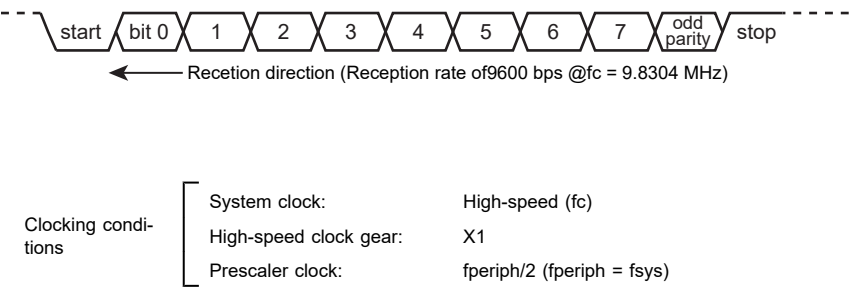 start bit 0 1 2 3 4 5 6 7 odd parity stop
Recetion direction (Reception rate of9600 bps @fc = 9.8304 MHz)
Clocking condi-
tions
System clock: High-speed (fc)
High-speed clock gear: X1
Prescaler clock: fperiph/2 (fperiph = fsys)